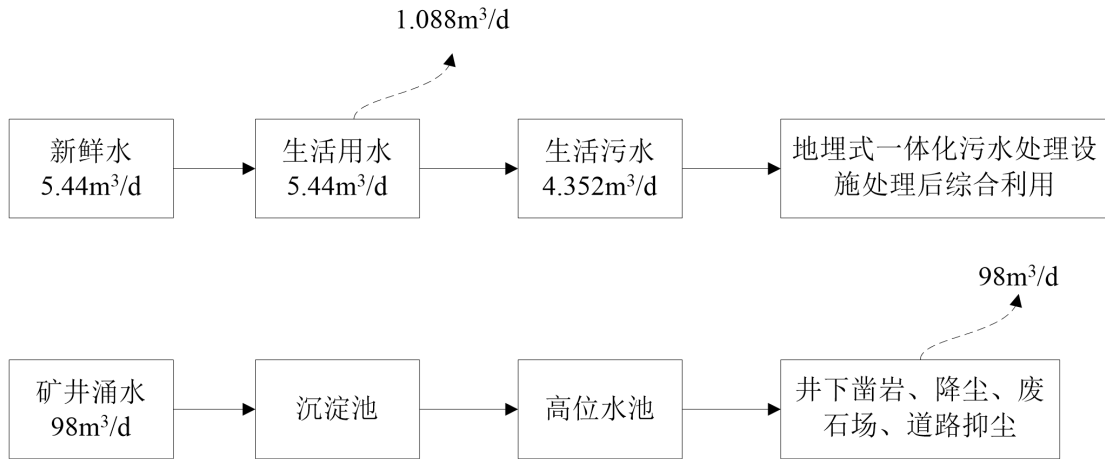 1.088m³/d
新鲜水
5.44m³/d
生活用水
5.44m³/d
生活污水
4.352m³/d
地埋式一体化污水处理设
施处理后综合利用
98m³/d
矿井涌水
98m³/d
沉淀池
高位水池
井下凿岩、降尘、废
石场、道路抑尘